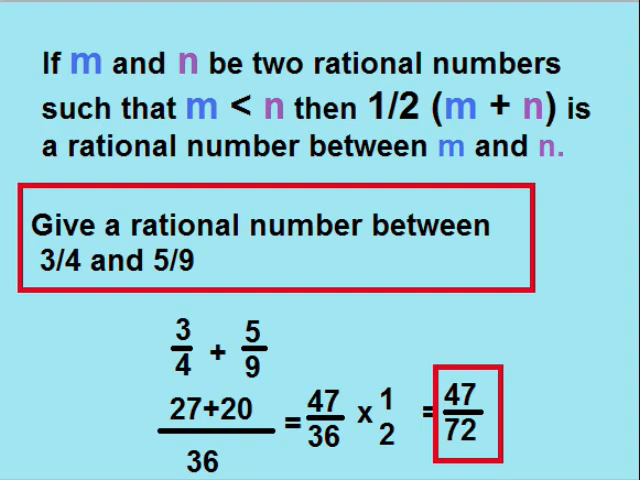 If m and n be two rational numbers
such that m < n then 1/2 (m + n) is
a rational number between m and n.
Give a rational number between
3/4 and 5/9
3/4 + 5/9
27+20/36 = 47/36 x 1/2 = 47/72